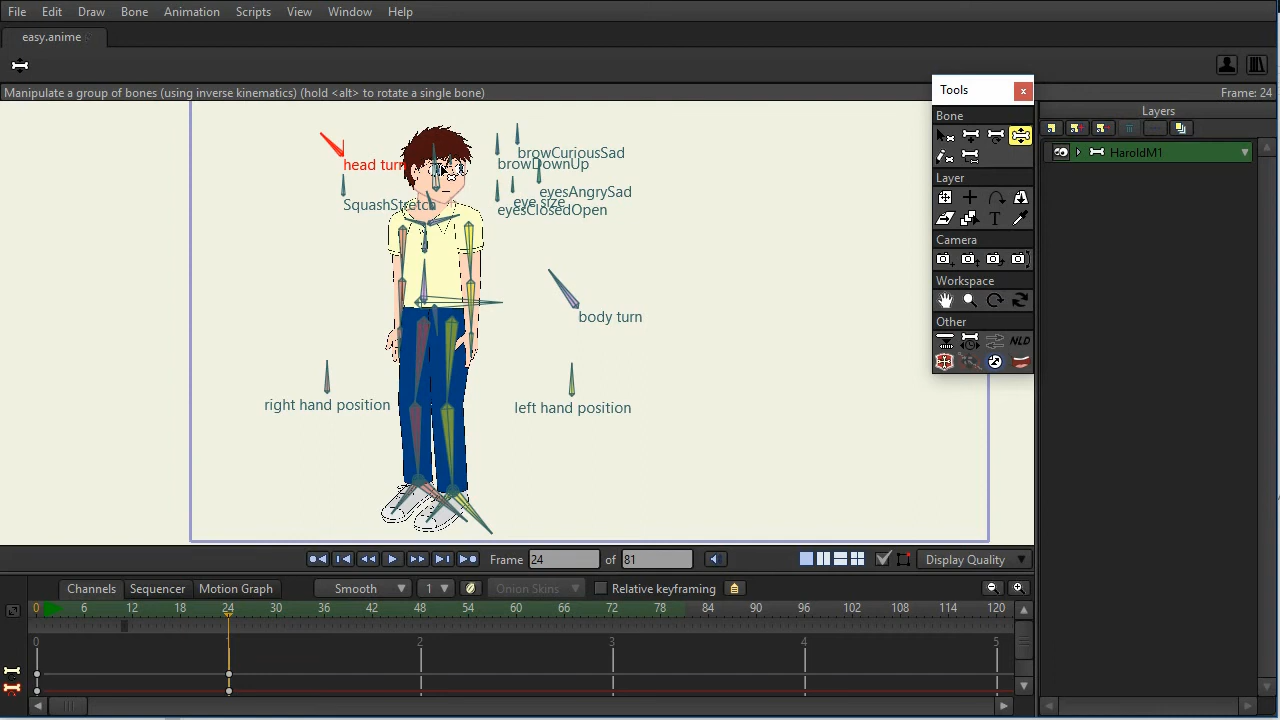 File Edit Draw Bone Animation Scripts View Window Help
easy.anime
Manipulate a group of bones (using inverse kinematics) (hold <alt> to rotate a single bone)
Frame: 24
Tools
x
Bone
Layer
T
Camera
Workspace
Other
NLD
Layers
HaroldM1
head turn
SquashStretch
browCuriousSad
browDownUp
eyesAngrySad
eye size
eyesClosedOpen
body turn
right hand position
left hand position
Frame 24 of 81
Display Quality
Channels Sequencer Motion Graph Smooth 1 Onion Skins Relative keyframing
0 6 12 18 24 30 36 42 48 54 60 66 72 78 84 90 96 102 108 114 120
0 2 3 4 5